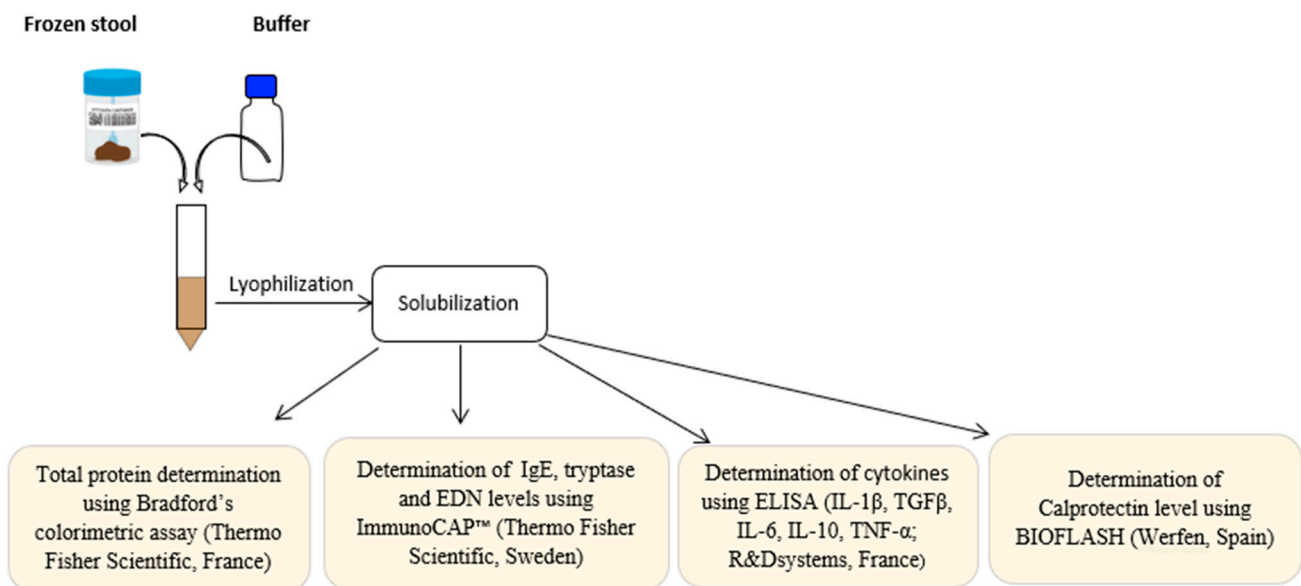 Frozen stool
Buffer
Lyophilization
Solubilization
Total protein determination
using Bradford's
colorimetric assay (Thermo
Fisher Scientific, France)
Determination of IgE, tryptase
and EDN levels using
ImmunoCAP™ (Thermo Fisher
Scientific, Sweden)
Determination of cytokines
using ELISA (IL-1β, TGFβ,
IL-6, IL-10, TNF-α;
R&Dsystems, France)
Determination of
Calprotectin level using
BIOFLASH (Werfen, Spain)